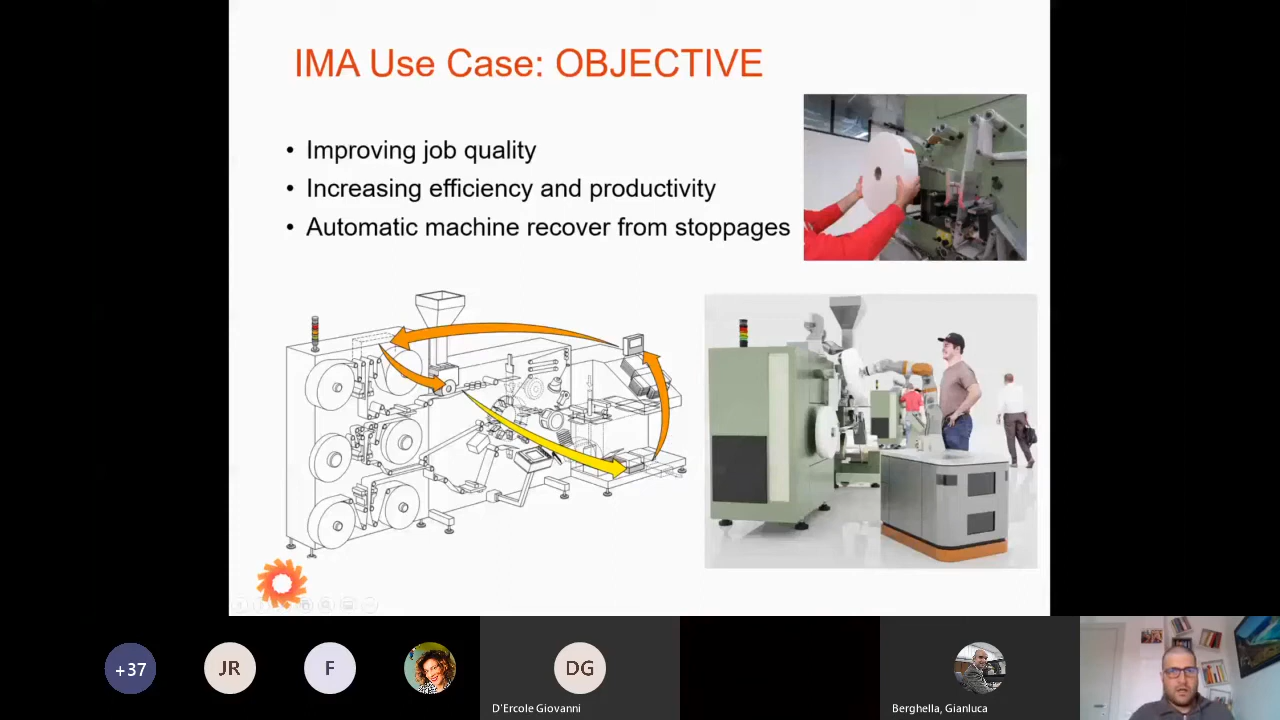 IMA Use Case: OBJECTIVE
• Improving job quality
• Increasing efficiency and productivity
• Automatic machine recover from stoppages
+37
JR
F
DG
D'Ercole Giovanni
Berghella, Gianluca